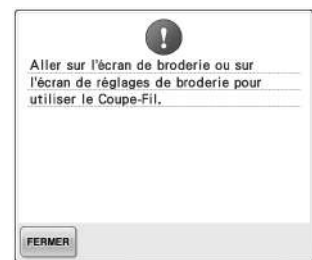 Aller sur l'écran de broderie ou sur
l'écran de réglages de broderie pour
utiliser le Coupe-Fil.
FERMER